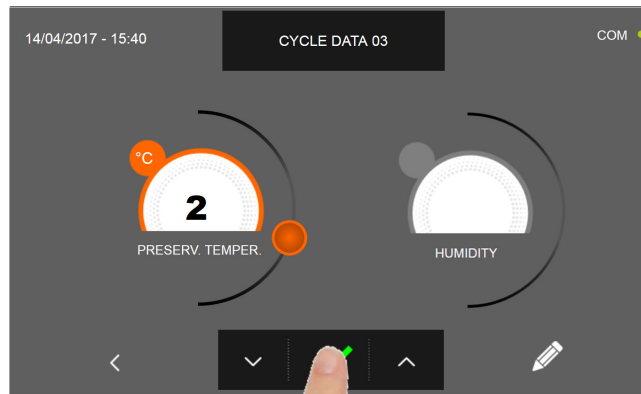 14/04/2017 - 15:40
CYCLE DATA 03
COM
°C
2
PRESERV. TEMPER.
HUMIDITY